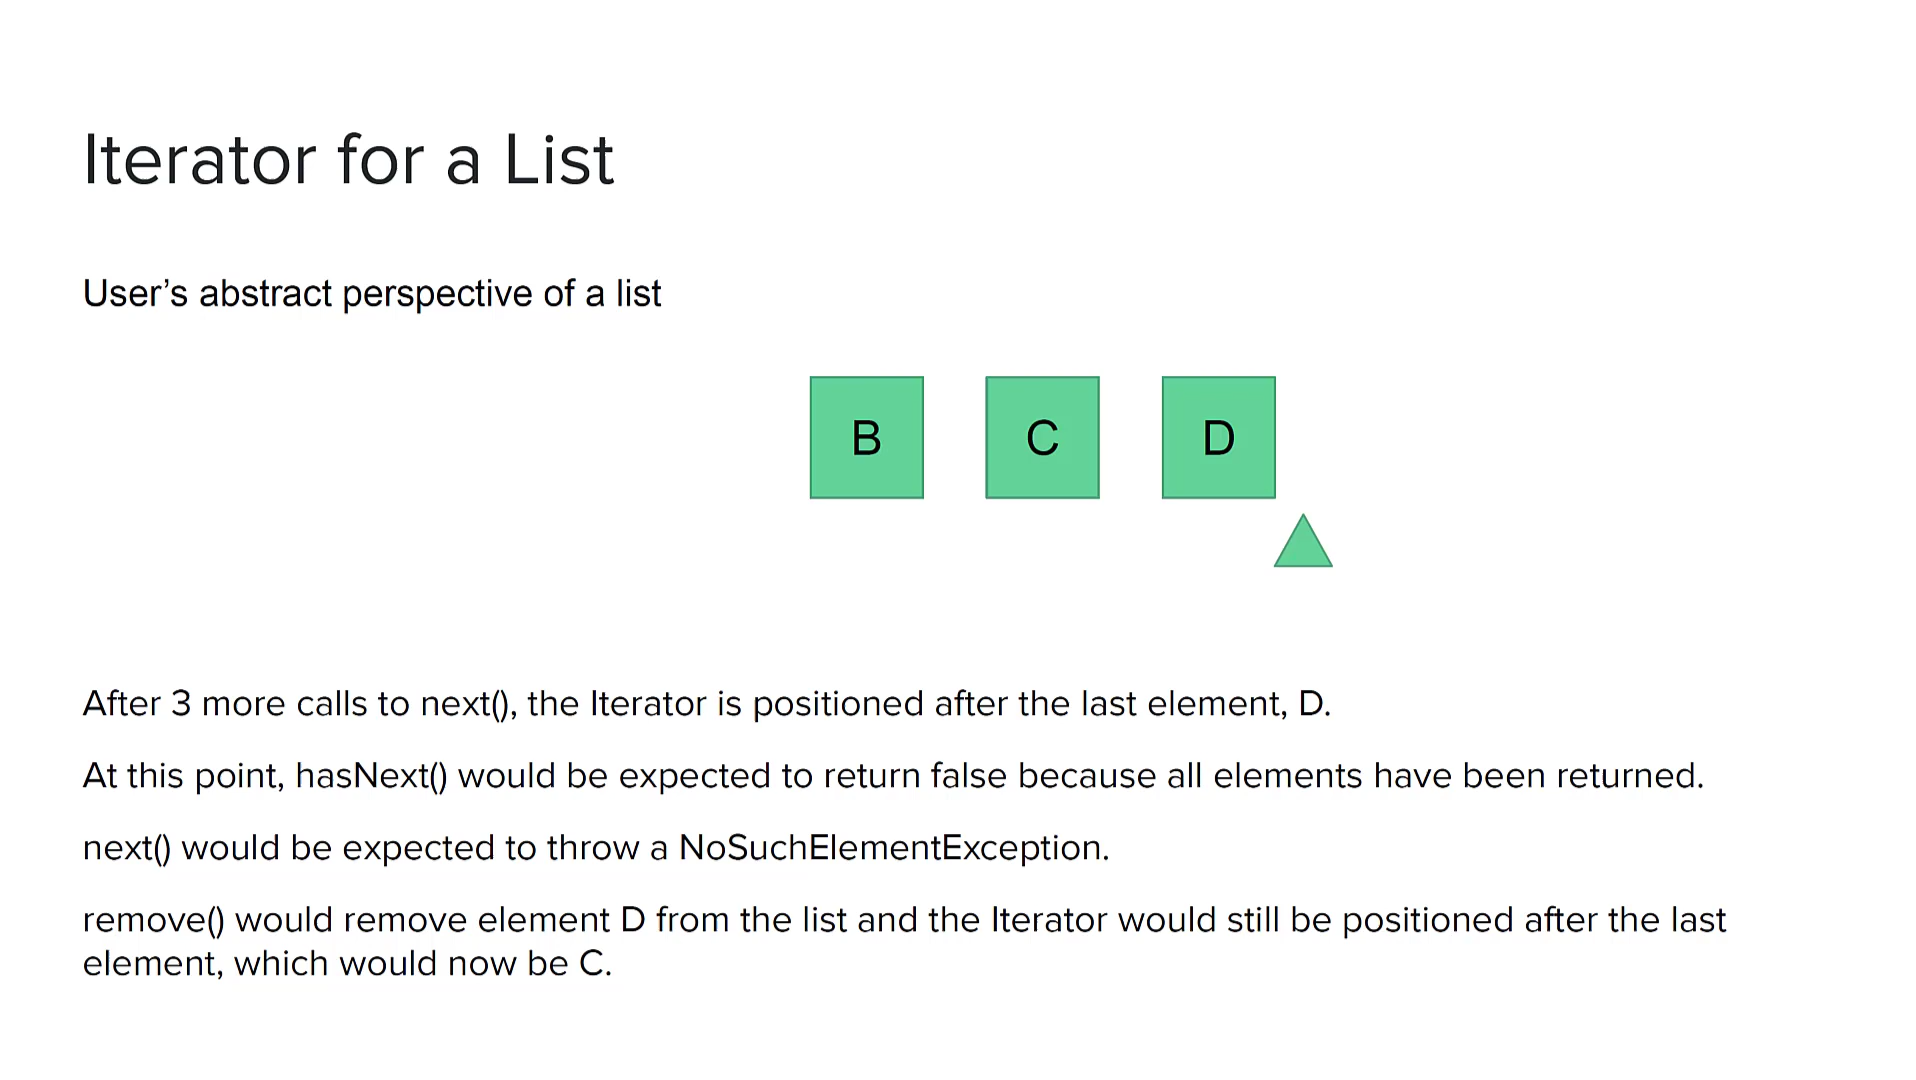 Iterator for a List
User’s abstract perspective of a list
B C D
After 3 more calls to next(), the Iterator is positioned after the last element, D.
At this point, hasNext() would be expected to return false because all elements have been returned.
next() would be expected to throw a NoSuchElementException.
remove() would remove element D from the list and the Iterator would still be positioned after the last
element, which would now be C.